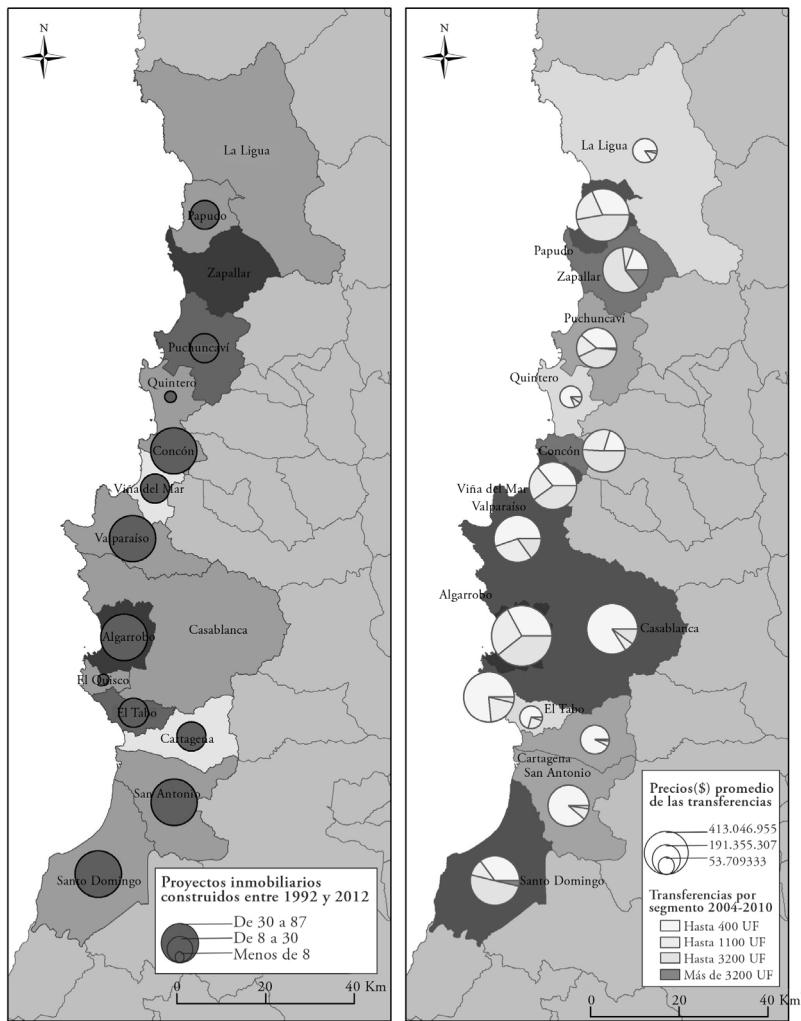 N
La Ligua
Papudo
Zapallar
Puchuncaví
Quintero
Concón
Viña del Mar
Valparaíso
Algarrobo
Casablanca
El Quisco
El Tabo
Cartagena
San Antonio
Santo Domingo
Proyectos inmobiliarios
construidos entre 1992 y 2012
De 30 a 87
De 8 a 30
Menos de 8
0 20 40 Km
N
La Ligua
Papudo
Zapallar
Puchuncaví
Quintero
Concón
Viña del Mar
Valparaíso
Algarrobo
Casablanca
El Tabo
Cartagena
San Antonio
Santo Domingo
Precios($) promedio
de las transferencias
413.046.955
191.355.307
53.709333
Transferencias por
segmento 2004-2010
Hasta 400 UF
Hasta 1100 UF
Hasta 3200 UF
Más de 3200 UF
0 20 40 Km